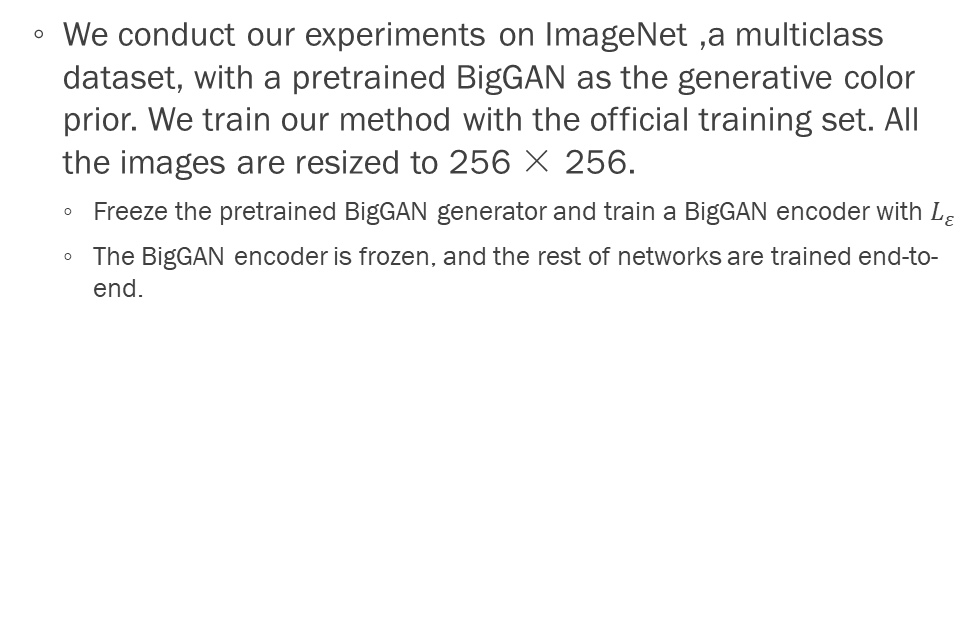 ◦ We conduct our experiments on ImageNet ,a multiclass
dataset, with a pretrained BigGAN as the generative color
prior. We train our method with the official training set. All
the images are resized to 256 × 256.
◦ Freeze the pretrained BigGAN generator and train a BigGAN encoder with L_ε
◦ The BigGAN encoder is frozen, and the rest of networks are trained end-to-
end.